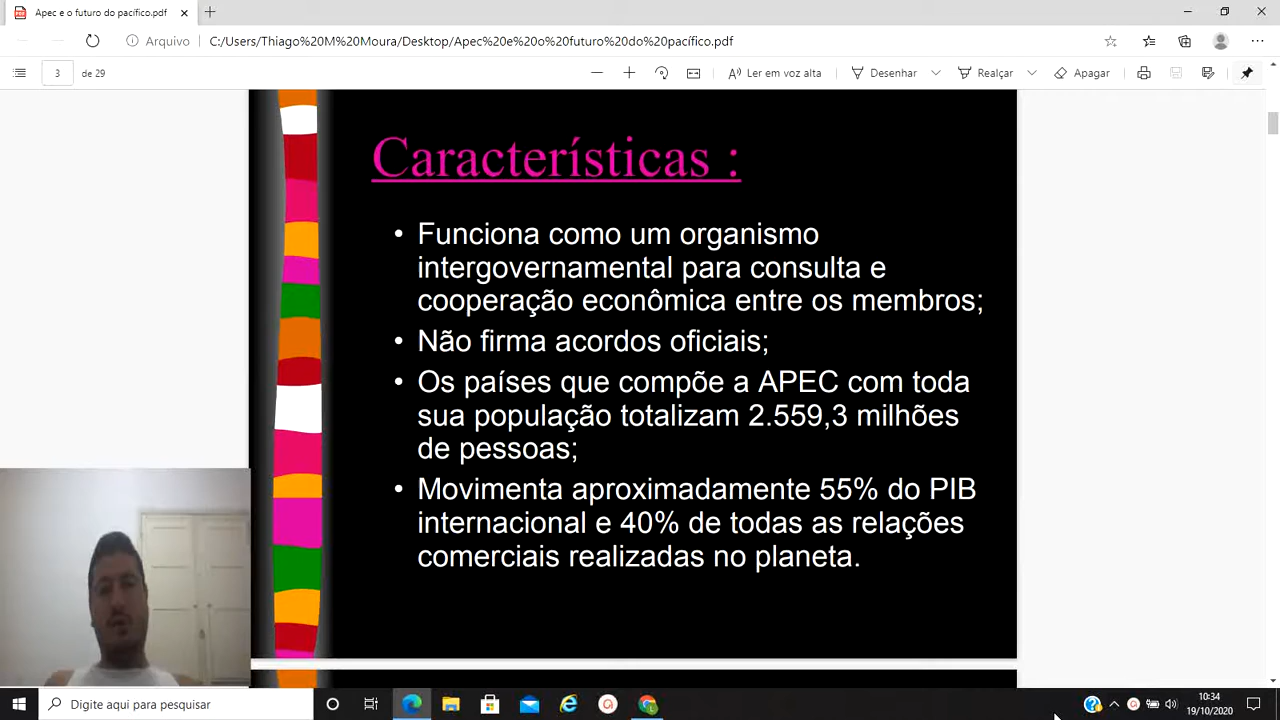 Apec e o futuro do pacífico.pdf
Arquivo
C:/Users/Thiago%20M%20Moura/Desktop/Apec%20e%20o%20futuro%20do%20pacífico.pdf
3 de 29
Ler em voz alta
Desenhar
Realçar
Apagar
Características :
• Funciona como um organismo
intergovernamental para consulta e
cooperação econômica entre os membros;
• Não firma acordos oficiais;
• Os países que compõe a APEC com toda
sua população totalizam 2.559,3 milhões
de pessoas;
• Movimenta aproximadamente 55% do PIB
internacional e 40% de todas as relações
comerciais realizadas no planeta.
Digite aqui para pesquisar
10:34
19/10/2020